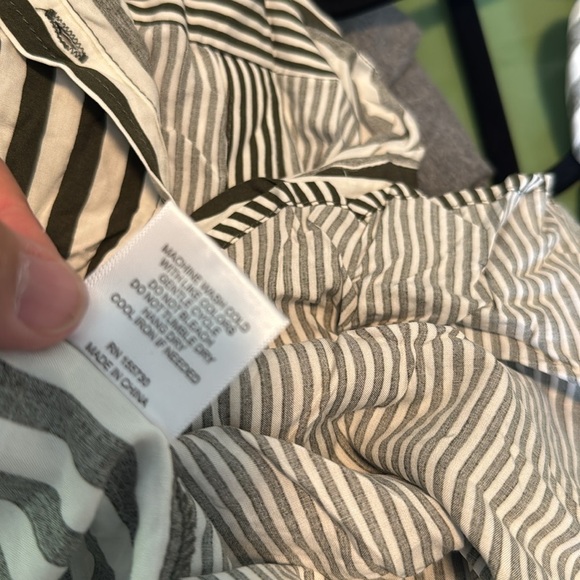 MACHINE WASH COLD
WITH LIKE COLORS
GENTLE CYCLE
DO NOT BLEACH
DO NOT TUMBLE DRY
HANG DRY
COOL IRON IF NEEDED
RN 155730
MADE IN CHINA